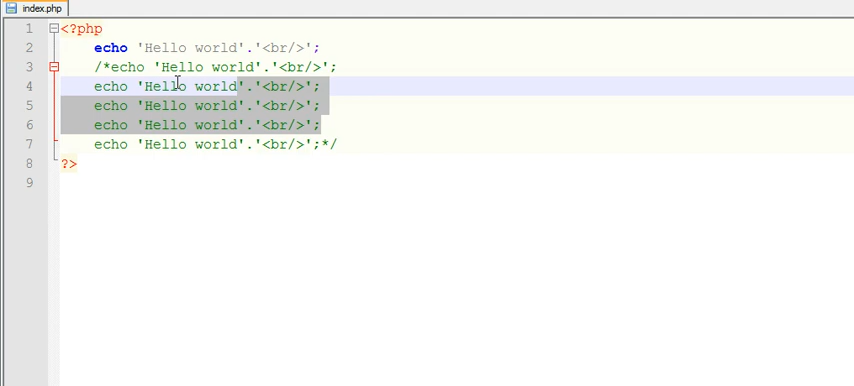 index.php
1 <?php
2 echo 'Hello world'.'<br/>';
3 /*echo 'Hello world'.'<br/>';
4 echo 'Hello world'.'<br/>';
5 echo 'Hello world'.'<br/>';
6 echo 'Hello world'.'<br/>';
7 echo 'Hello world'.'<br/>';*/
8 ?>
9